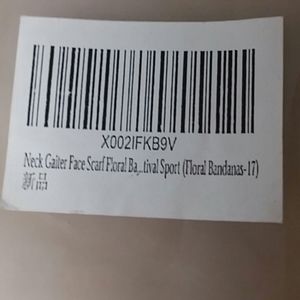 X002IFKB9V
Neck Gaiter Face Scarf Floral Ba,..tival Sport (Floral Bandanas-17)
新品